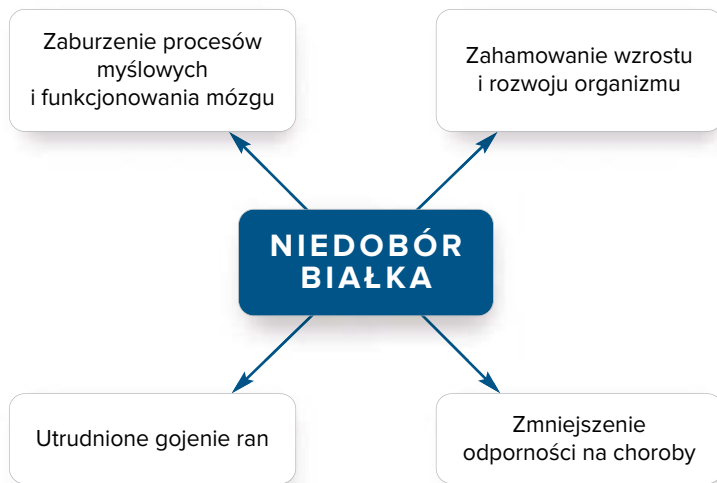 Zaburzenie procesów
myślowych
i funkcjonowania mózgu
Zahamowanie wzrostu
i rozwoju organizmu
NIEDOBÓR
BIAŁKA
Utrudnione gojenie ran
Zmniejszenie
odporności na choroby